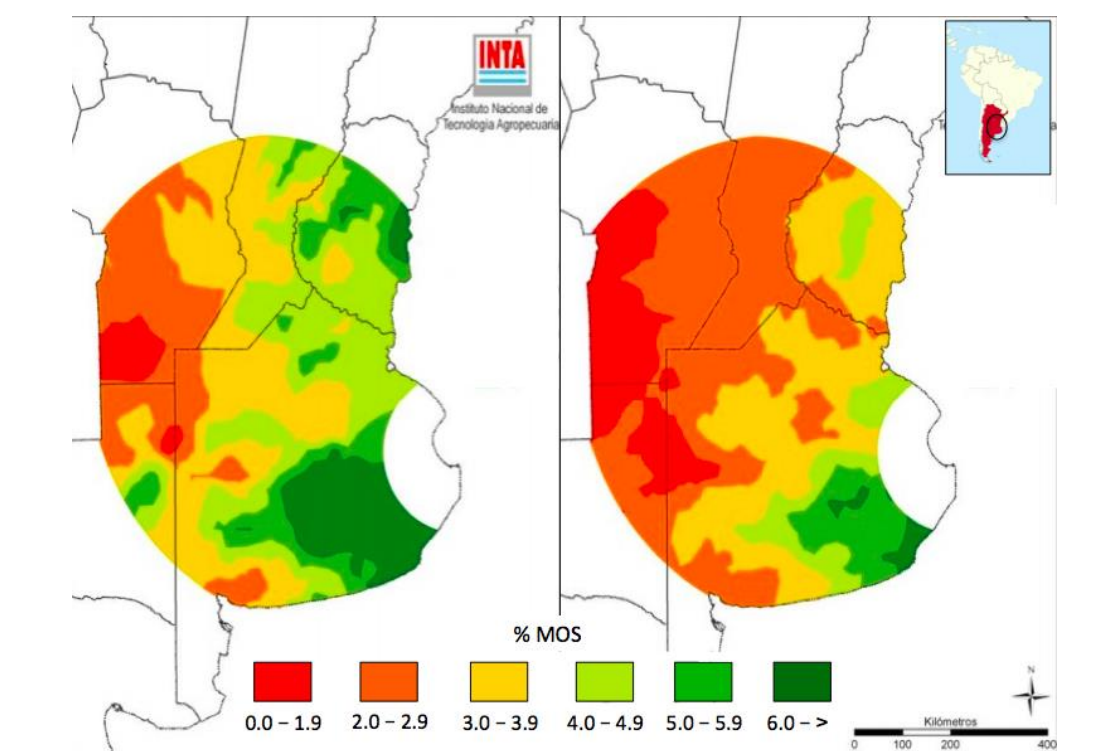 INTA
Instituto Nacional de
Tecnología Agropecuaria
% MOS
0.0 – 1.9
2.0 – 2.9
3.0 – 3.9
4.0 – 4.9
5.0 – 5.9
6.0 – >
N
Kilómetros
0 100 200 400